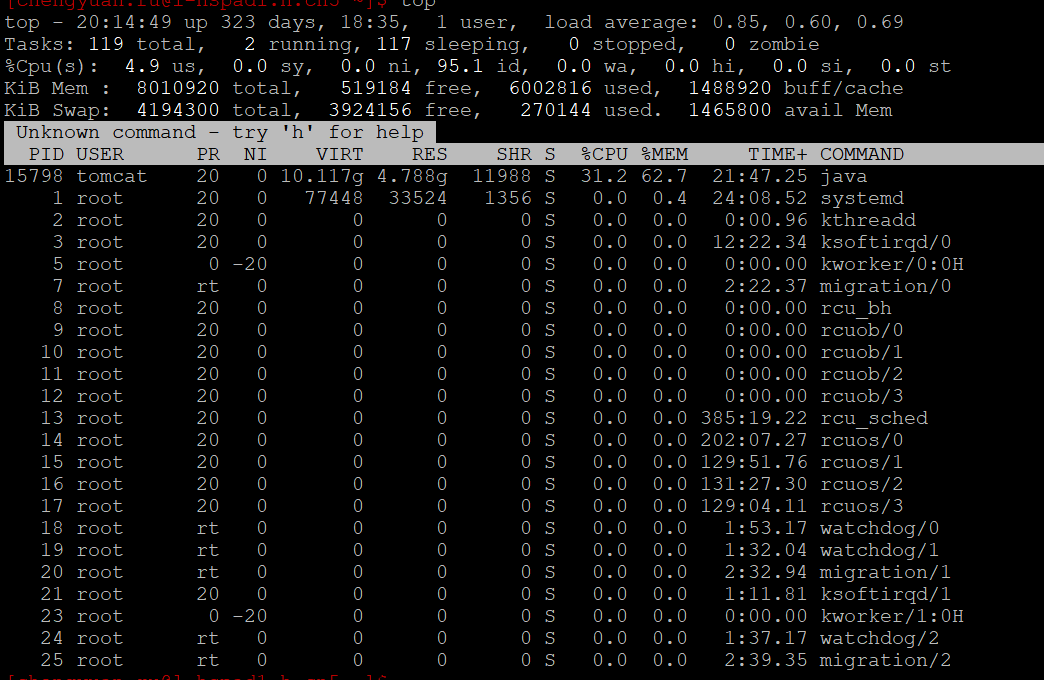 top
top - 20:14:49 up 323 days, 18:35,  1 user,  load average: 0.85, 0.60, 0.69
Tasks: 119 total,   2 running, 117 sleeping,   0 stopped,   0 zombie
%Cpu(s):  4.9 us,  0.0 sy,  0.0 ni, 95.1 id,  0.0 wa,  0.0 hi,  0.0 si,  0.0 st
KiB Mem :  8010920 total,   519184 free,  6002816 used,  1488920 buff/cache
KiB Swap:  4194300 total,  3924156 free,   270144 used.  1465800 avail Mem
Unknown command - try 'h' for help
PID USER      PR  NI    VIRT    RES    SHR S  %CPU %MEM     TIME+ COMMAND
15798 tomcat    20   0 10.117g 4.788g  11988 S  31.2 62.7  21:47.25 java
1 root      20   0   77448  33524   1356 S   0.0  0.4  24:08.52 systemd
2 root      20   0       0      0      0 S   0.0  0.0   0:00.96 kthreadd
3 root      20   0       0      0      0 S   0.0  0.0  12:22.34 ksoftirqd/0
5 root       0 -20       0      0      0 S   0.0  0.0   0:00.00 kworker/0:0H
7 root      rt   0       0      0      0 S   0.0  0.0   2:22.37 migration/0
8 root      20   0       0      0      0 S   0.0  0.0   0:00.00 rcu_bh
9 root      20   0       0      0      0 S   0.0  0.0   0:00.00 rcuob/0
10 root      20   0       0      0      0 S   0.0  0.0   0:00.00 rcuob/1
11 root      20   0       0      0      0 S   0.0  0.0   0:00.00 rcuob/2
12 root      20   0       0      0      0 S   0.0  0.0   0:00.00 rcuob/3
13 root      20   0       0      0      0 S   0.0  0.0 385:19.22 rcu_sched
14 root      20   0       0      0      0 S   0.0  0.0 202:07.27 rcuos/0
15 root      20   0       0      0      0 S   0.0  0.0 129:51.76 rcuos/1
16 root      20   0       0      0      0 S   0.0  0.0 131:27.30 rcuos/2
17 root      20   0       0      0      0 S   0.0  0.0 129:04.11 rcuos/3
18 root      rt   0       0      0      0 S   0.0  0.0   1:53.17 watchdog/0
19 root      rt   0       0      0      0 S   0.0  0.0   1:32.04 watchdog/1
20 root      rt   0       0      0      0 S   0.0  0.0   2:32.94 migration/1
21 root      20   0       0      0      0 S   0.0  0.0   1:11.81 ksoftirqd/1
23 root       0 -20       0      0      0 S   0.0  0.0   0:00.00 kworker/1:0H
24 root      rt   0       0      0      0 S   0.0  0.0   1:37.17 watchdog/2
25 root      rt   0       0      0      0 S   0.0  0.0   2:39.35 migration/2